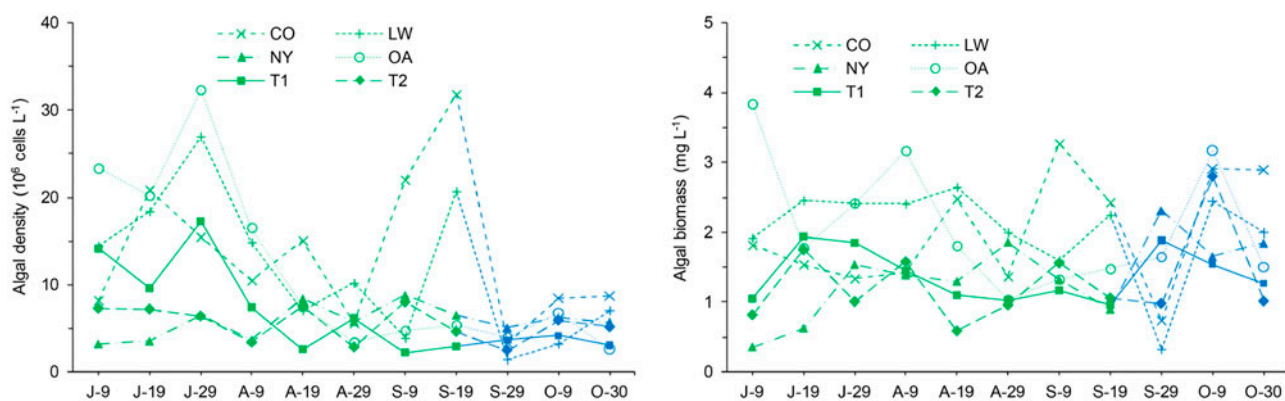 Algal density (10⁶ cells L⁻¹)
40
30
20
10
0
CO LW
NY OA
T1 T2
J-9 J-19 J-29 A-9 A-19 A-29 S-9 S-19 S-29 O-9 O-30
Algal biomass (mg L⁻¹)
5
4
3
2
1
0
CO LW
NY OA
T1 T2
J-9 J-19 J-29 A-9 A-19 A-29 S-9 S-19 S-29 O-9 O-30